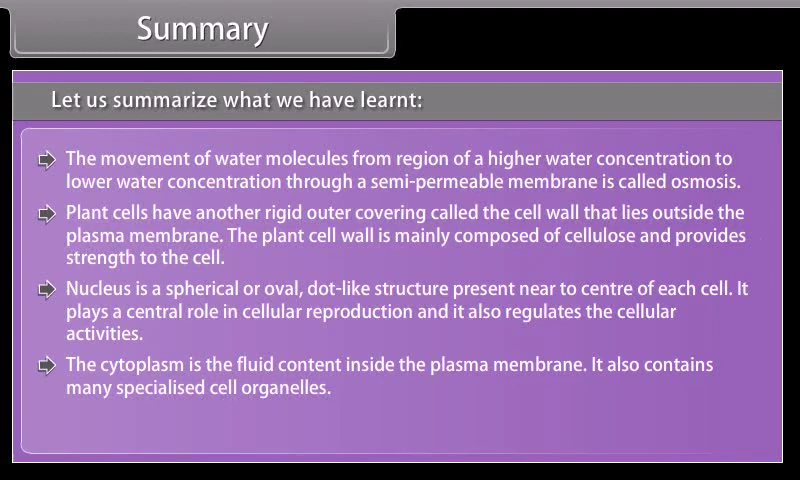 Summary
Let us summarize what we have learnt:
The movement of water molecules from region of a higher water concentration to
lower water concentration through a semi-permeable membrane is called osmosis.
Plant cells have another rigid outer covering called the cell wall that lies outside the
plasma membrane. The plant cell wall is mainly composed of cellulose and provides
strength to the cell.
Nucleus is a spherical or oval, dot-like structure present near to centre of each cell. It
plays a central role in cellular reproduction and it also regulates the cellular
activities.
The cytoplasm is the fluid content inside the plasma membrane. It also contains
many specialised cell organelles.